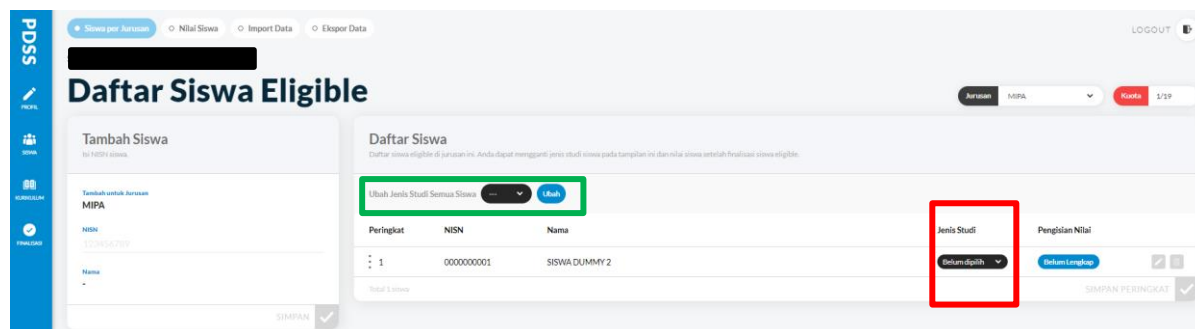 PDSS
Siswa per Jurusan
Nilai Siswa
Import Data
Ekspor Data
LOGOUT
Daftar Siswa Eligible
Jurusan MIPA
Kuota 1/19
PROFIL
SISWA
KURIKULUM
FINALISASI
Tambah Siswa
Isi NISN siswa.
Tambah untuk Jurusan
MIPA
NISN
123456789
Nama
-
SIMPAN
Daftar Siswa
Daftar siswa eligible di jurusan ini. Anda dapat mengganti jenis studi siswa pada tampilan ini dan nilai siswa setelah finalisasi siswa eligible.
Ubah Jenis Studi Semua Siswa --- Ubah
Peringkat NISN Nama Jenis Studi Pengisian Nilai
1 0000000001 SISWA DUMMY 2 Belum dipilih Belum Lengkap
Total 1 siswa
SIMPAN PERINGKAT